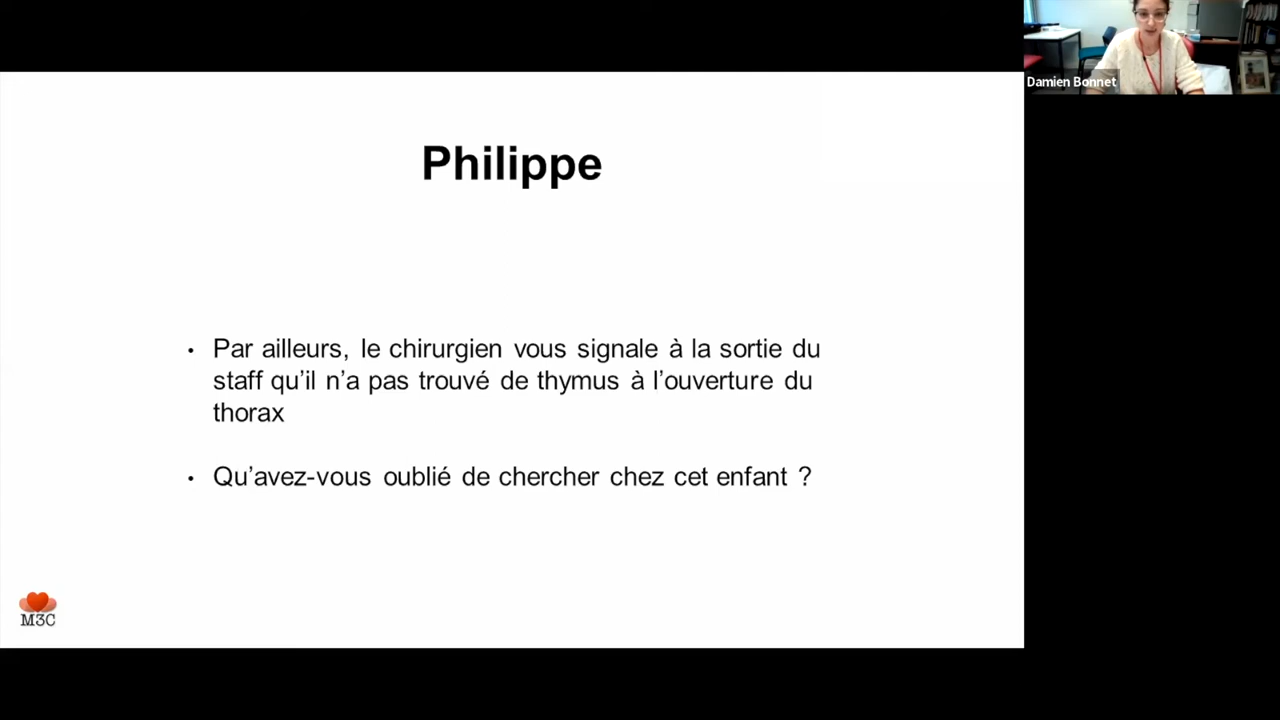 Damien Bonnet
Philippe
• Par ailleurs, le chirurgien vous signale à la sortie du
staff qu’il n’a pas trouvé de thymus à l’ouverture du
thorax
• Qu’avez-vous oublié de chercher chez cet enfant ?
M3C